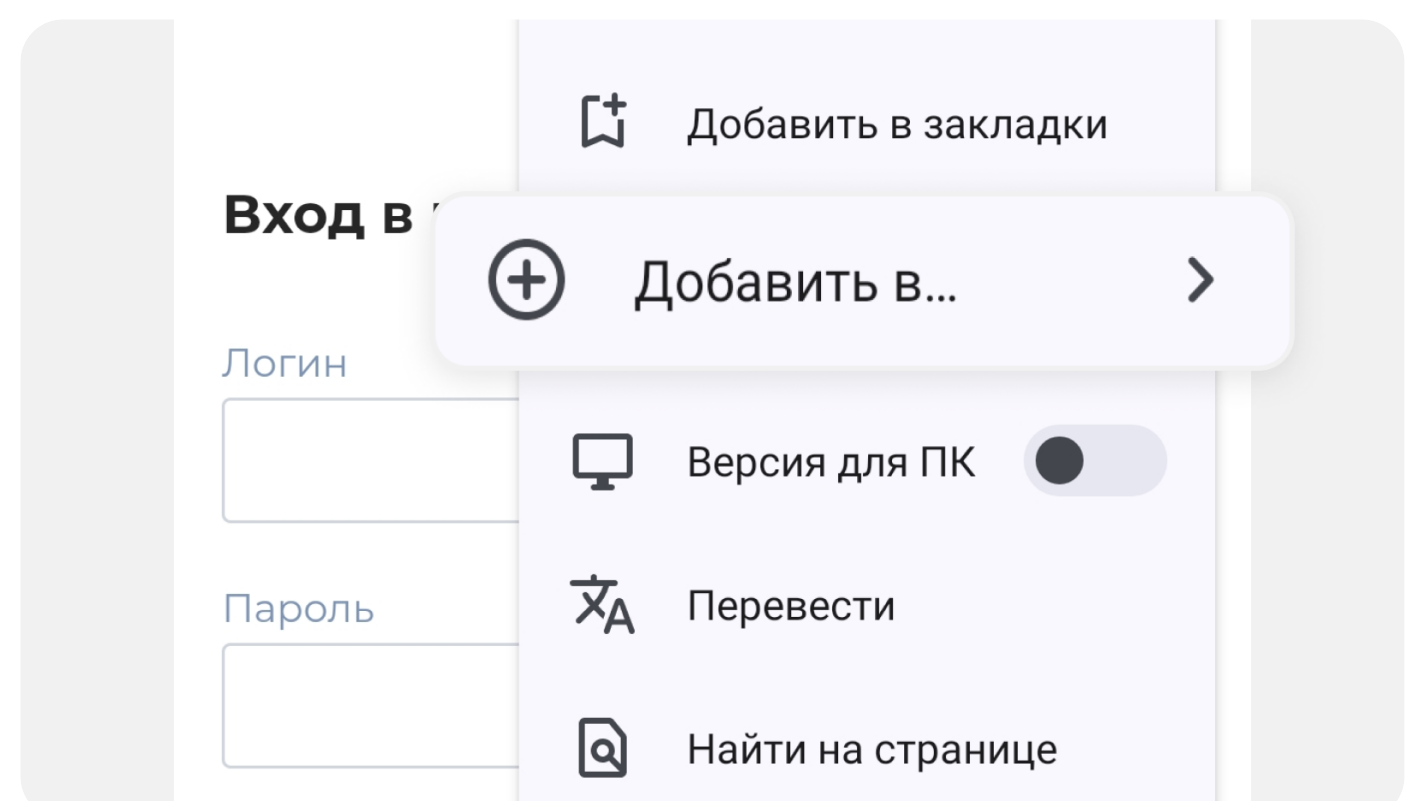 Добавить в закладки
Вход в
Добавить в...
Логин
Версия для ПК
Пароль
Перевести
Найти на странице